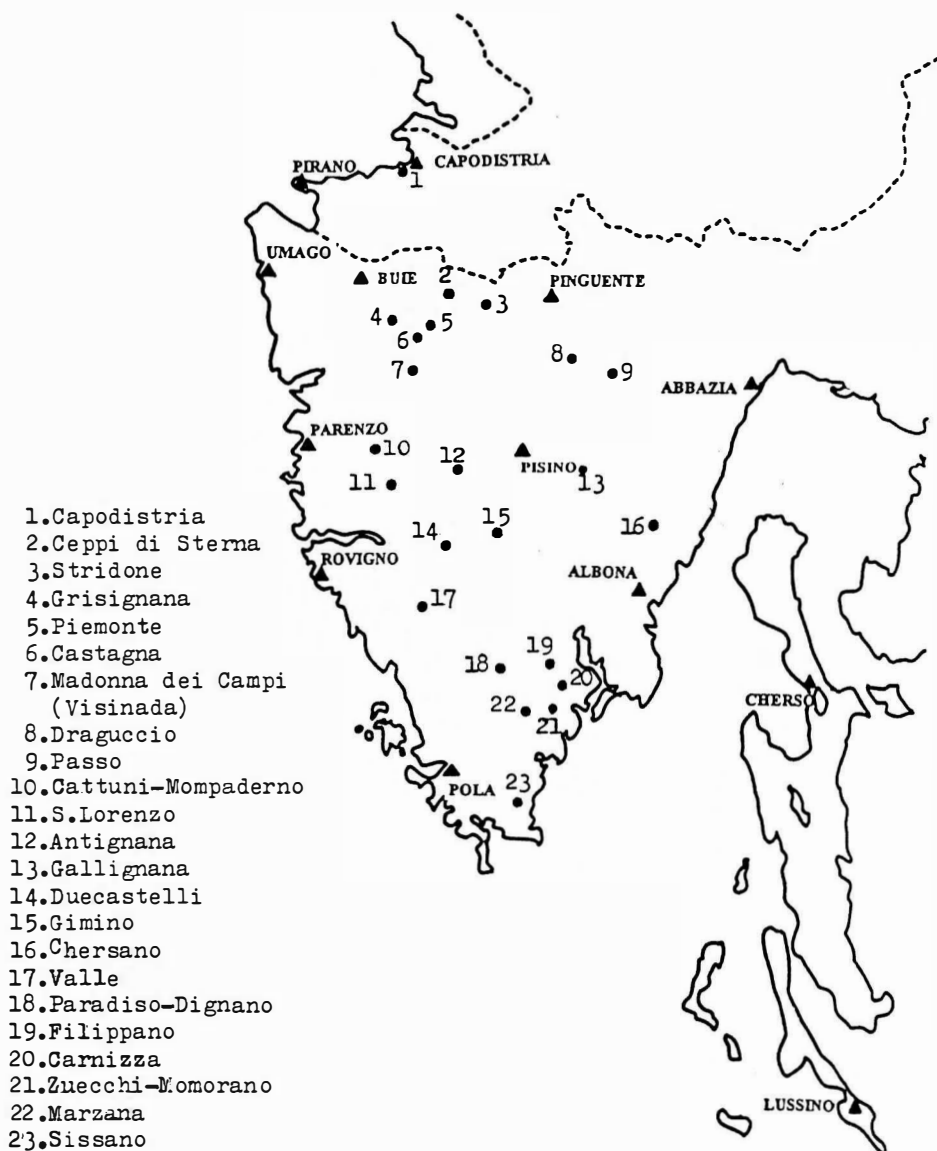 PIRANO
CAPODISTRIA
1
UMAGO
BUIE
2
PINGUENTE
3
4
5
6
7
8
9
ABBAZIA
PARENZO
10
12
PISINO
11
13
14
15
16
ROVIGNO
ALBONA
17
18
19
20
CHERSO
22
21
POLA
23
LUSSINO
1.Capodistria
2.Ceppi di Sterna
3.Stridone
4.Grisignana
5.Piemonte
6.Castagna
7.Madonna dei Campi
(Visinada)
8.Draguccio
9.Passo
10.Cattuni-Mompaderno
11.S.Lorenzo
12.Antignana
13.Gallignana
14.Duecastelli
15.Gimino
16.Chersano
17.Valle
18.Paradiso-Dignano
19.Filippano
20.Carnizza
21.Zuecchi-Momorano
22.Marzana
23.Sissano